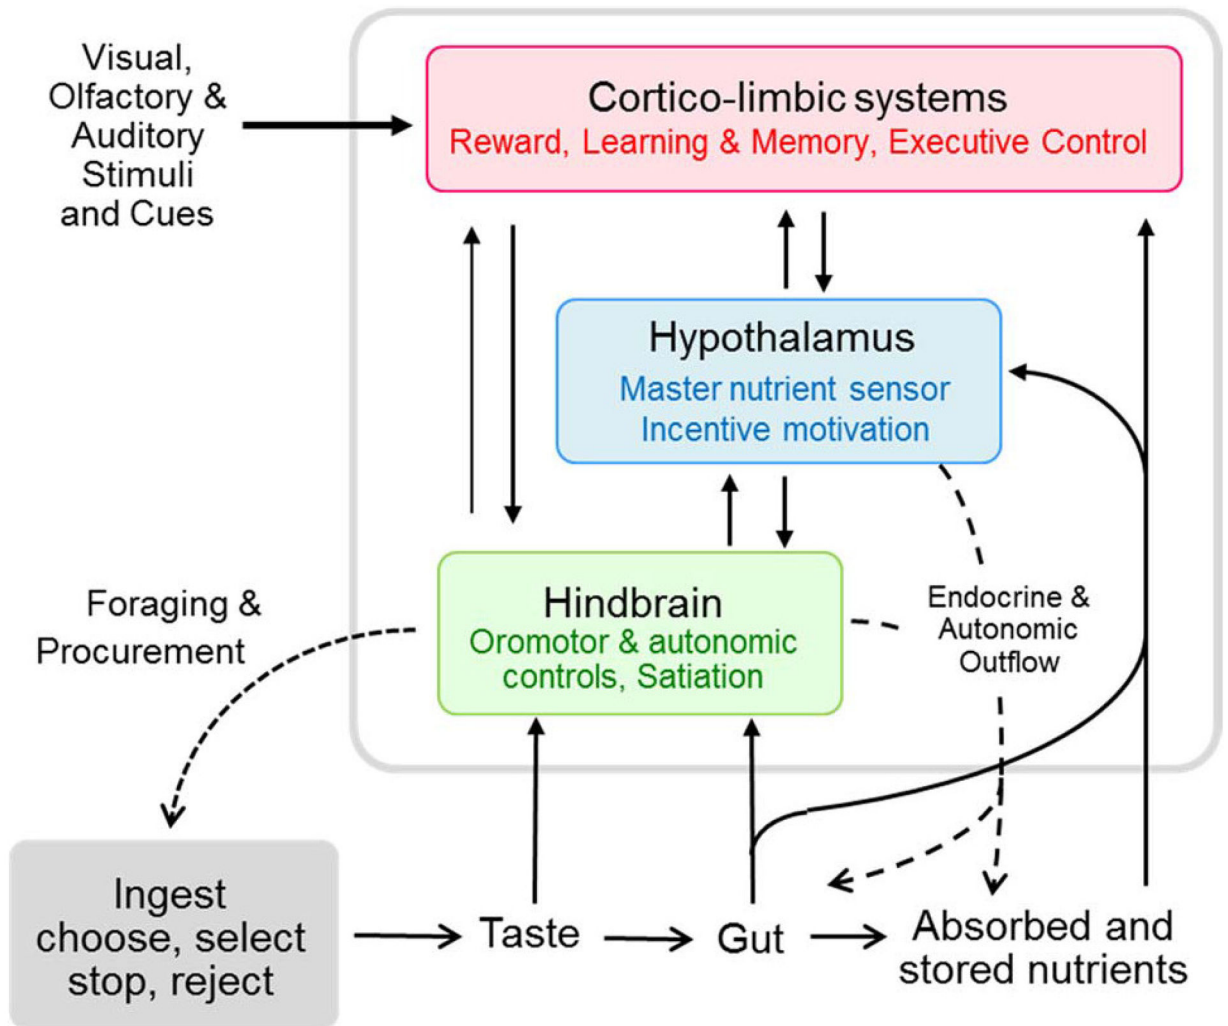 Visual,
Olfactory &
Auditory
Stimuli
and Cues
Cortico-limbic systems
Reward, Learning & Memory, Executive Control
Hypothalamus
Master nutrient sensor
Incentive motivation
Foraging &
Procurement
Hindbrain
Oromotor & autonomic
controls, Satiation
Endocrine &
Autonomic
Outflow
Ingest
choose, select
stop, reject
Taste
Gut
Absorbed and
stored nutrients